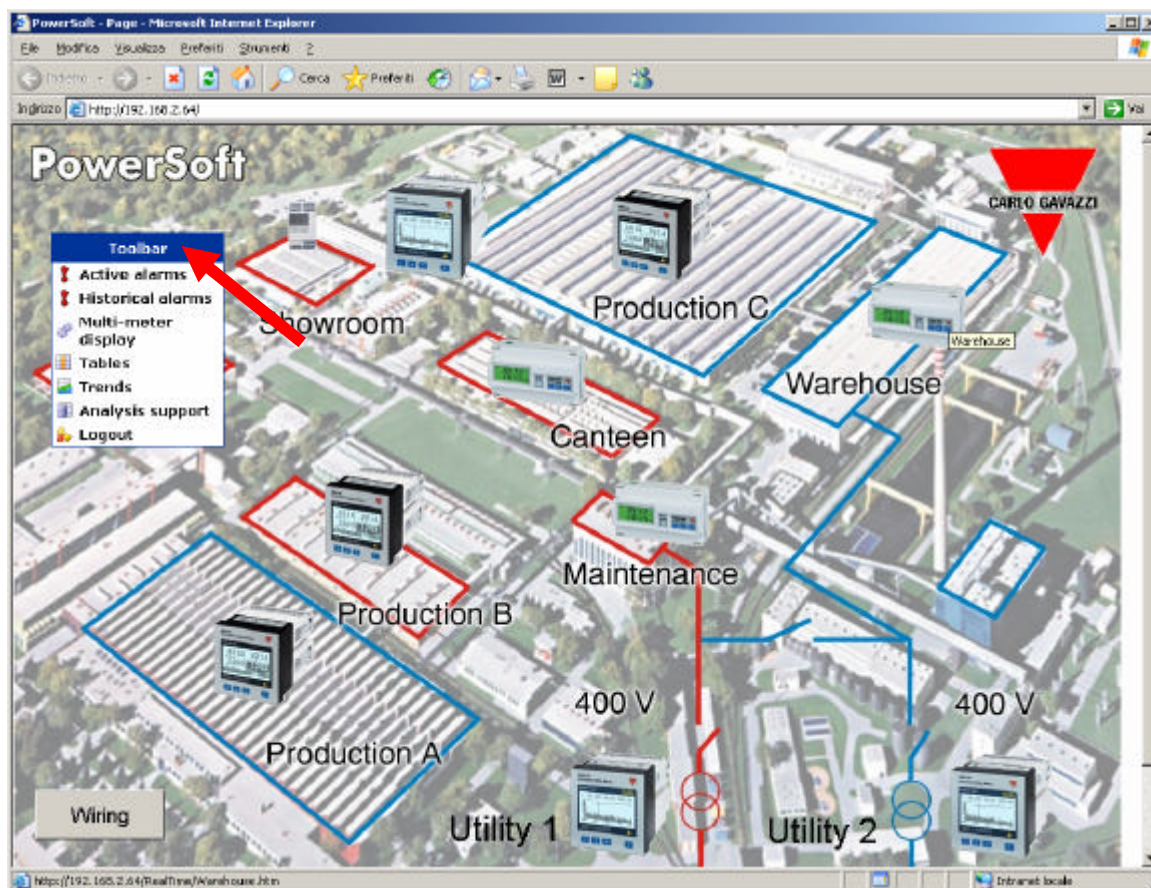 PowerSoft - Page - Microsoft Internet Explorer
File Modifica Visualizza Preferiti Strumenti ?
Indietro Cerca Preferiti
Indirizzo http://192.168.2.64/ Vai
PowerSoft
CARLO GAVAZZI
Toolbar
Active alarms
Historical alarms
Multi-meter
display
Tables
Trends
Analysis support
Logout
Showroom
Production C
Warehouse
Warehouse
Canteen
Maintenance
Production B
Production A
400 V
400 V
Wiring
Utility 1
Utility 2
http://192.168.2.64/RealTime/Warehouse.htm
Intranet locale